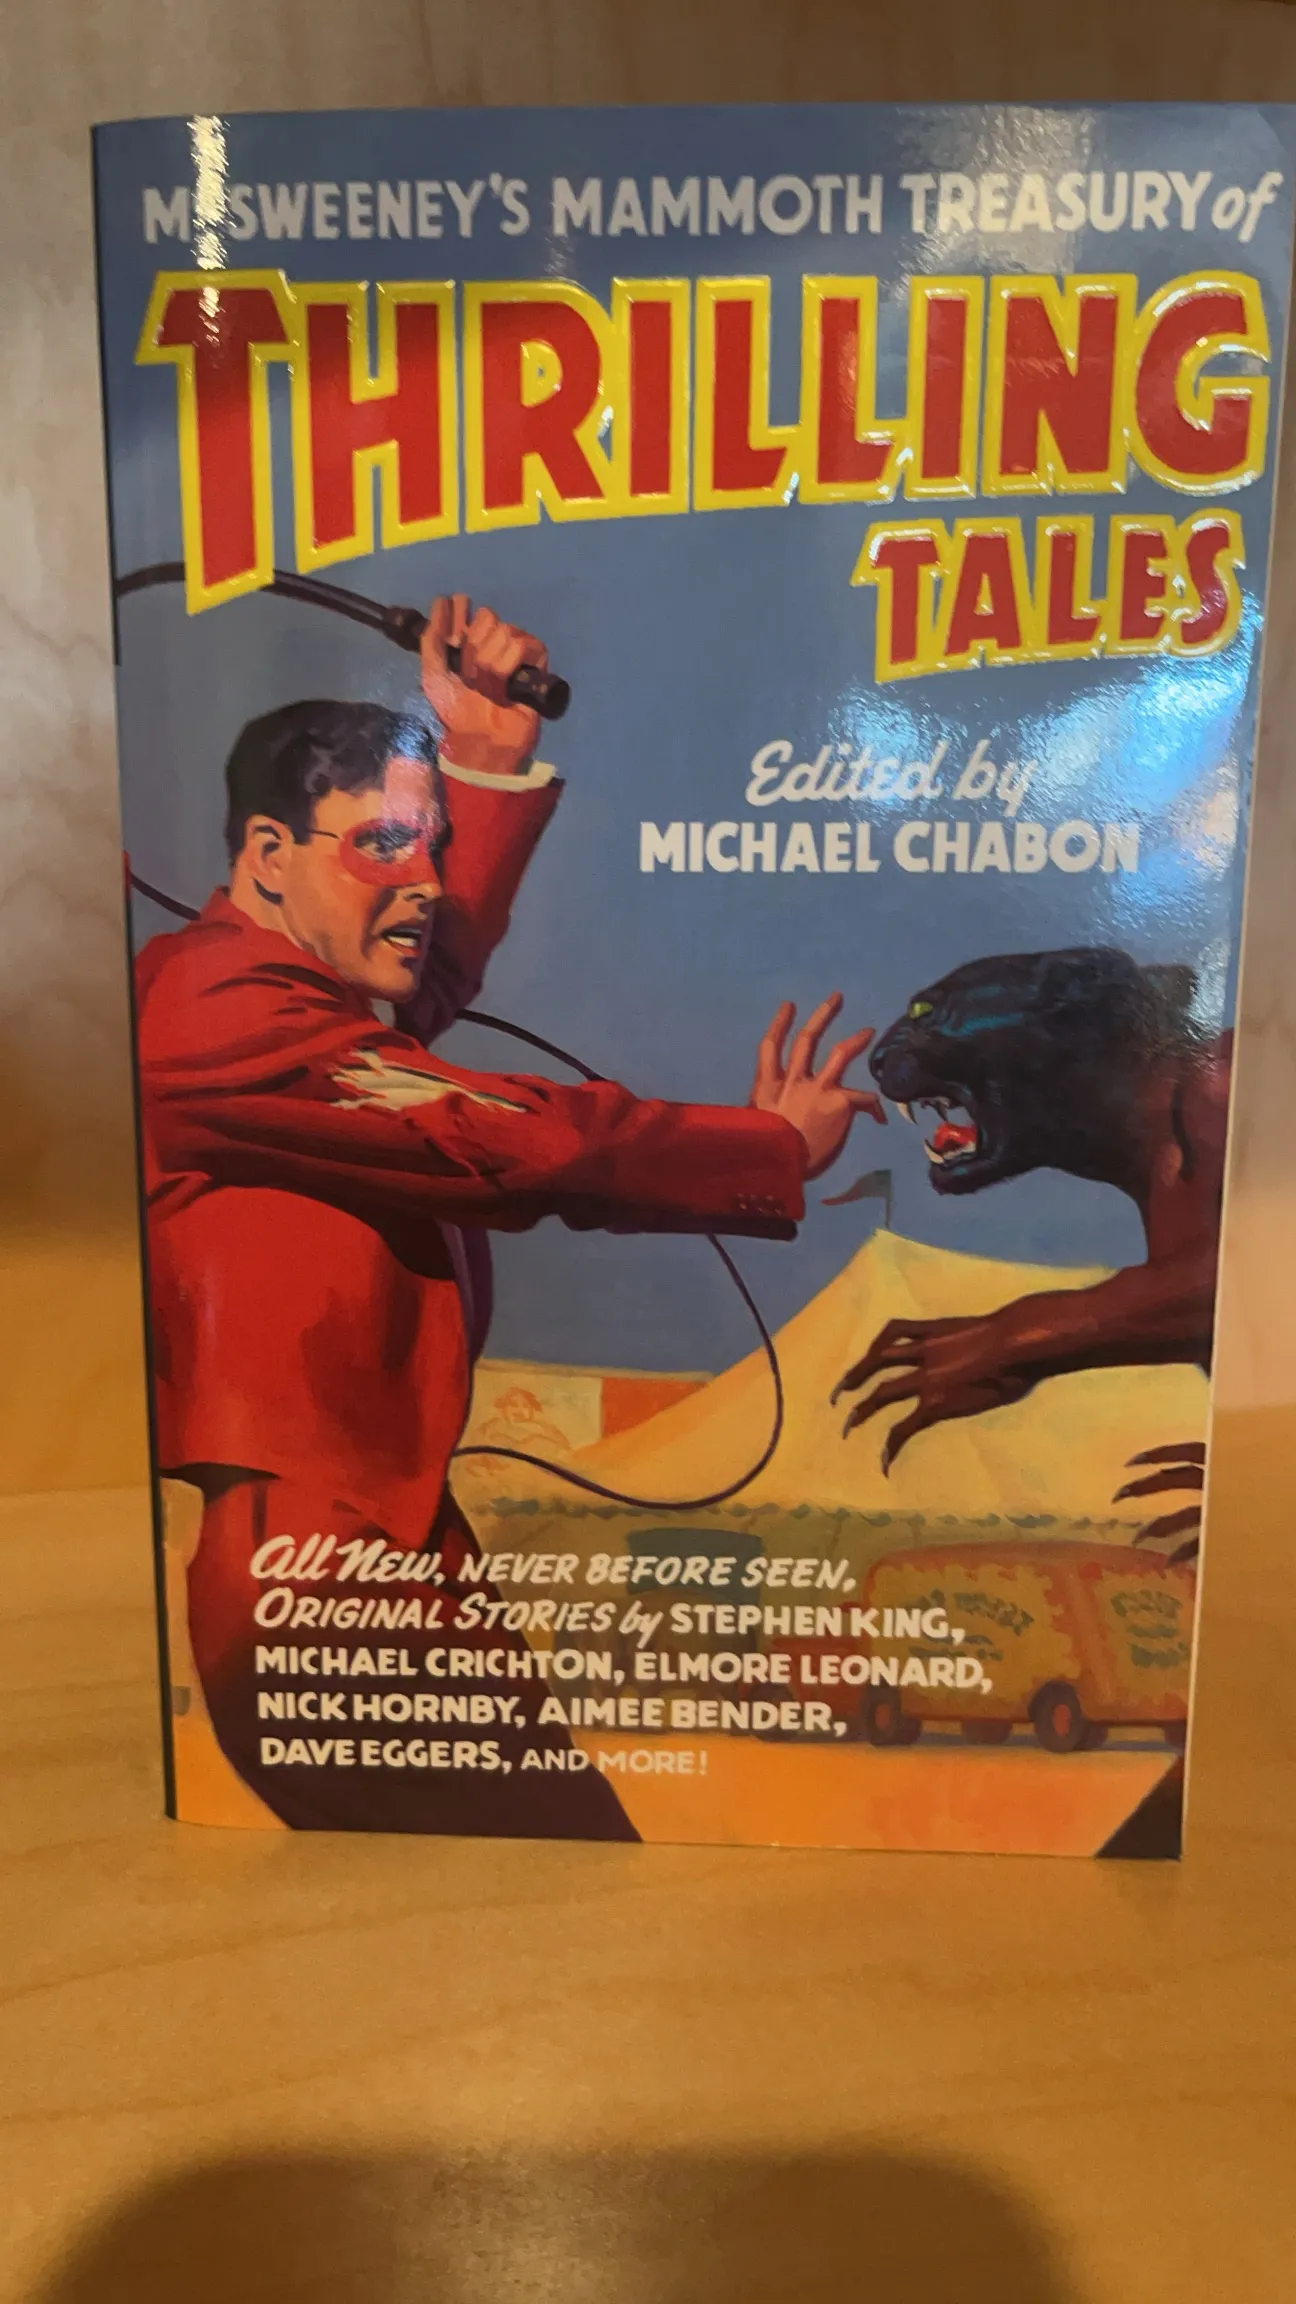 McSWEENEY'S MAMMOTH TREASURY of
THRILLING
TALES
Edited by
MICHAEL CHABON
All New, NEVER BEFORE SEEN,
ORIGINAL STORIES by STEPHEN KING,
MICHAEL CRICHTON, ELMORE LEONARD,
NICK HORNBY, AIMEE BENDER,
DAVE EGGERS, AND MORE!